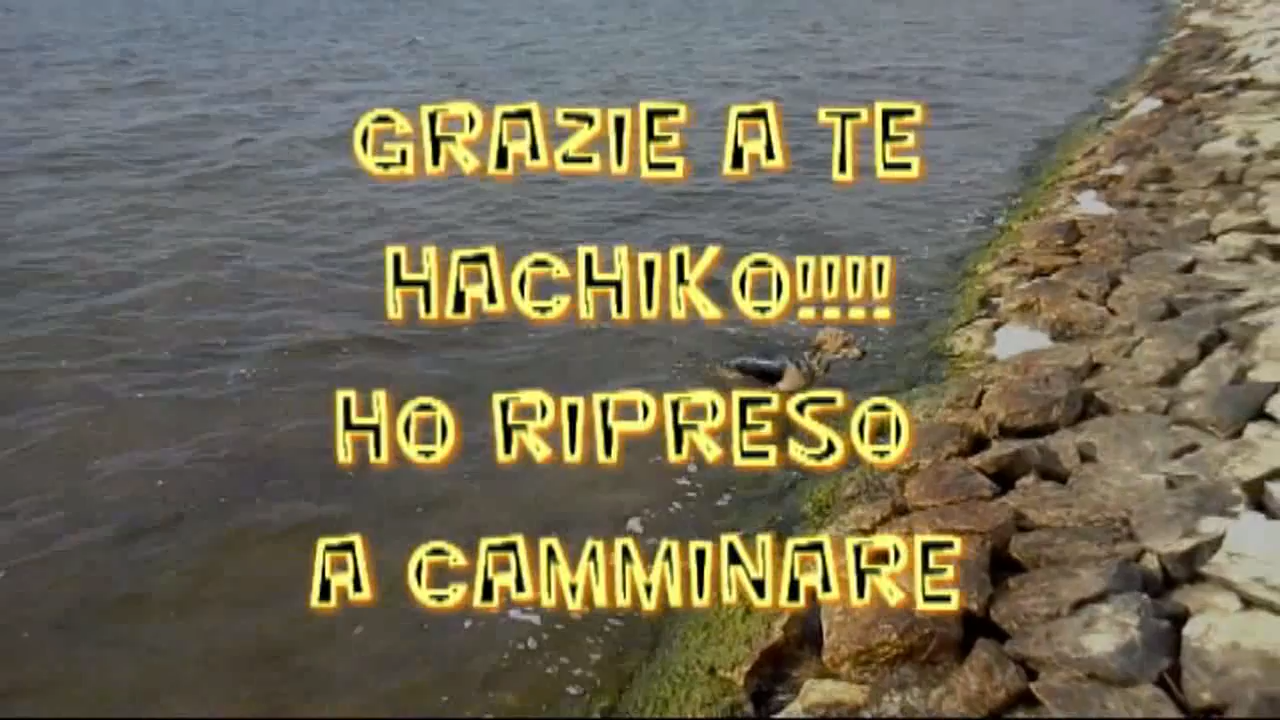 GRAZIE A TE
HACHIKO!!!!
HO RIPRESO
A CAMMINARE